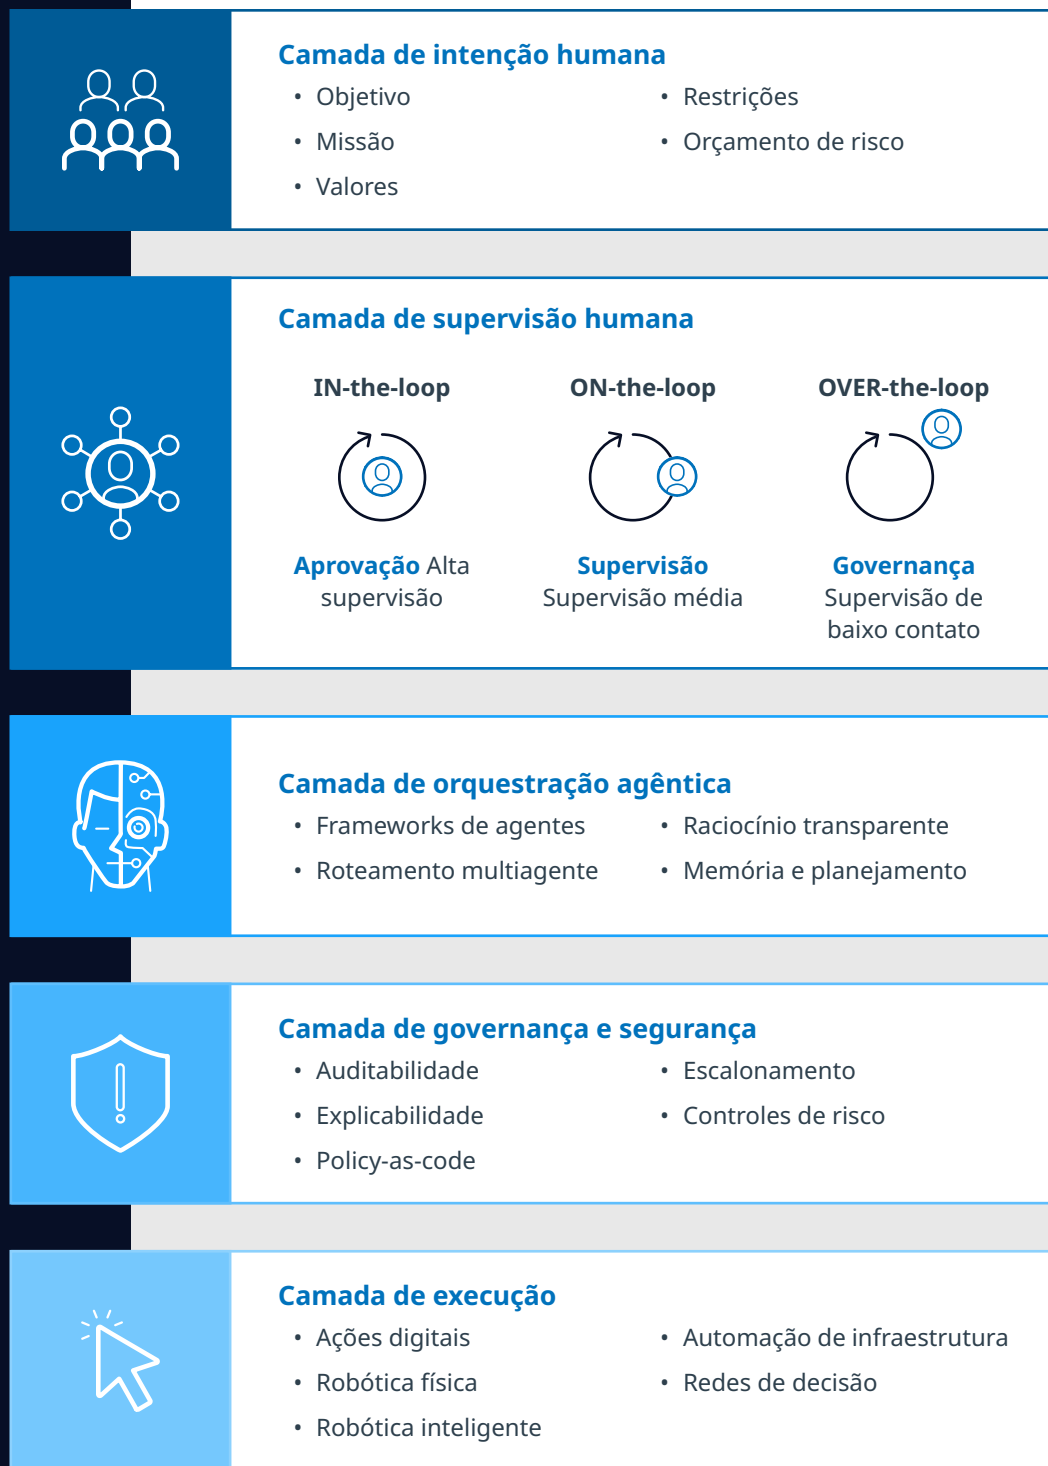 Camada de intenção humana
• Objetivo
• Missão
• Valores
• Restrições
• Orçamento de risco
Camada de supervisão humana
IN-the-loop
Aprovação Alta
supervisão
ON-the-loop
Supervisão
Supervisão média
OVER-the-loop
Governança
Supervisão de
baixo contato
Camada de orquestração agêntica
• Frameworks de agentes
• Roteamento multiagente
• Raciocínio transparente
• Memória e planejamento
Camada de governança e segurança
• Auditabilidade
• Explicabilidade
• Policy-as-code
• Escalonamento
• Controles de risco
Camada de execução
• Ações digitais
• Robótica física
• Robótica inteligente
• Automação de infraestrutura
• Redes de decisão